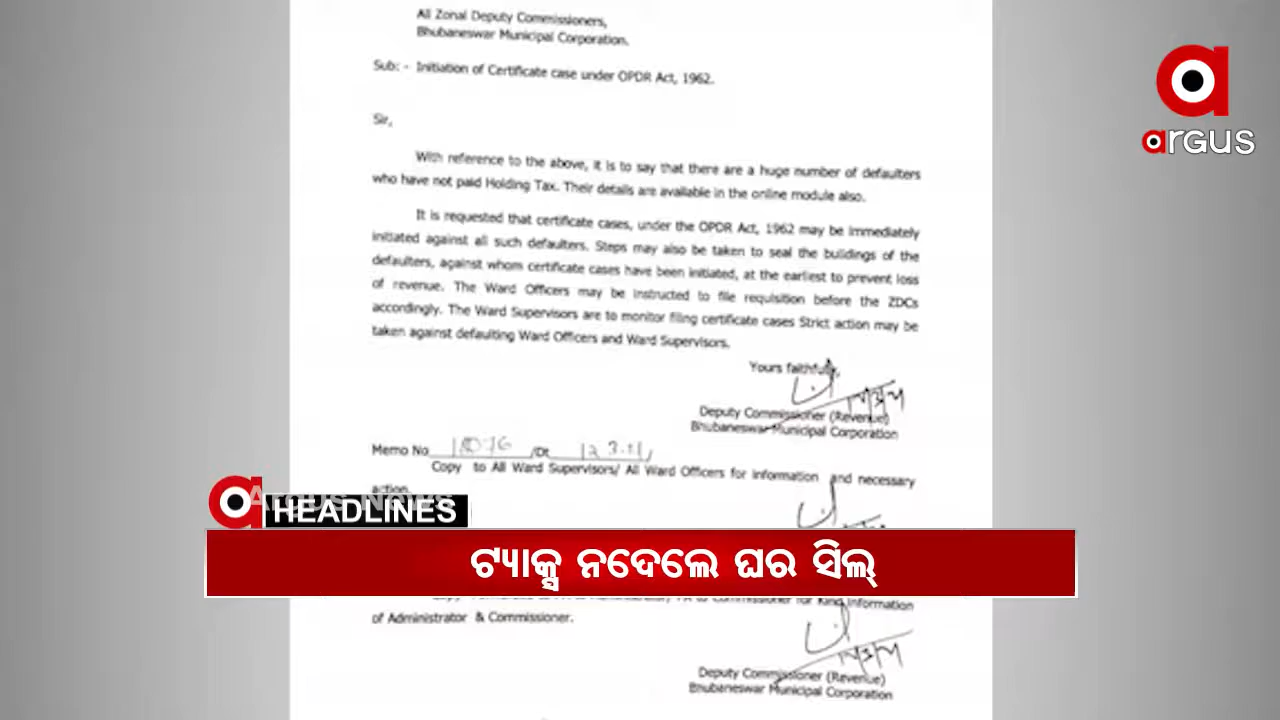 All Zonal Deputy Commissioners,
Bhubaneswar Municipal Corporation.
Sub: - Initiation of Certificate case under OPDR Act, 1962.
Sir,
With reference to the above, it is to say that there are a huge number of defaulters
who have not paid Holding Tax. Their details are available in the online module also.
It is requested that certificate cases, under the OPDR Act, 1962 may be immediately
initiated against all such defaulters. Steps may also be taken to seal the buildings of the
defaulters, against whom certificate cases have been initiated, at the earliest to prevent loss
of revenue. The Ward Officers may be instructed to file requisition before the ZDCs
accordingly. The Ward Supervisors are to monitor filing certificate cases Strict action may be
taken against defaulting Ward Officers and Ward Supervisors.
Yours faithfully,
Deputy Commissioner (Revenue)
Bhubaneswar Municipal Corporation
Memo No /Dt
Copy to All Ward Supervisors/ All Ward Officers for information and necessary
action.
argus
HEADLINES
ଟ୍ୟାକ୍ସ ନଦେଲେ ଘର ସିଲ୍
Commissioner for Kind Information
of Administrator & Commissioner.
Deputy Commissioner (Revenue)
Bhubaneswar Municipal Corporation